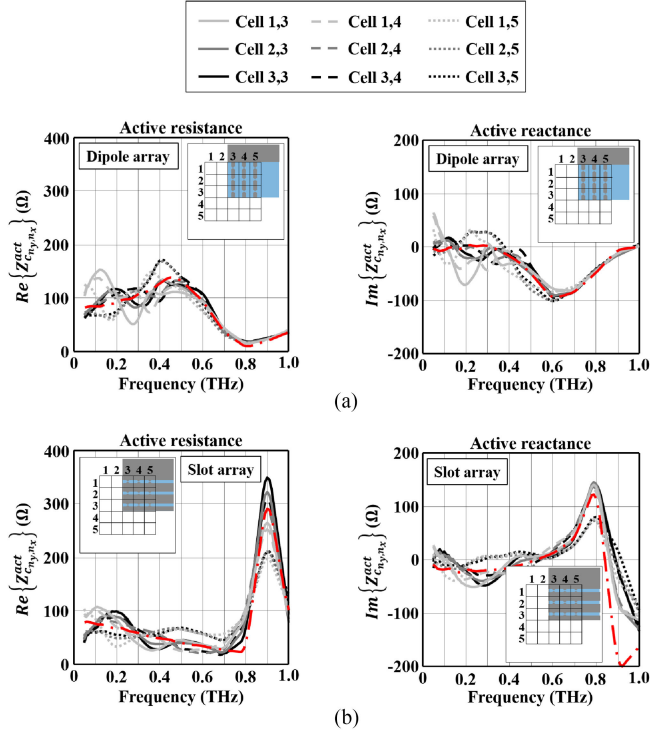 Cell 1,3 Cell 1,4 Cell 1,5
Cell 2,3 Cell 2,4 Cell 2,5
Cell 3,3 Cell 3,4 Cell 3,5
Active resistance
Dipole array
1 2 3 4 5
1
2
3
4
5
Re{Z^{act}_{c_{ny,nx}}} (Ω)
400
300
200
100
0
0 0.2 0.4 0.6 0.8 1.0
Frequency (THz)
Active reactance
Dipole array
1 2 3 4 5
1
2
3
4
5
Im{Z^{act}_{c_{ny,nx}}} (Ω)
200
100
0
-100
-200
0 0.2 0.4 0.6 0.8 1.0
Frequency (THz)
(a)
Active resistance
Slot array
1 2 3 4 5
1
2
3
4
5
Re{Z^{act}_{c_{ny,nx}}} (Ω)
400
300
200
100
0
0 0.2 0.4 0.6 0.8 1.0
Frequency (THz)
Active reactance
Slot array
1 2 3 4 5
1
2
3
4
5
Im{Z^{act}_{c_{ny,nx}}} (Ω)
200
100
0
-100
-200
0 0.2 0.4 0.6 0.8 1.0
Frequency (THz)
(b)